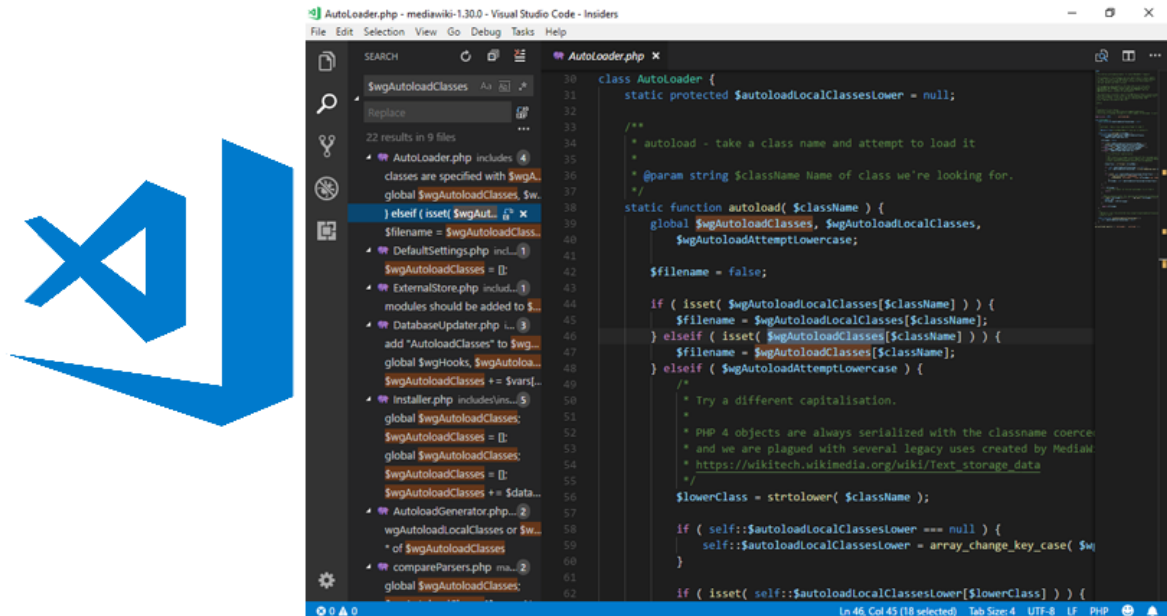 AutoLoader.php - mediawiki-1.30.0 - Visual Studio Code - Insiders
File Edit Selection View Go Debug Tasks Help
SEARCH
$wgAutoloadClasses
Replace
22 results in 9 files
AutoLoader.php includes 4
classes are specified with $wgA...
global $wgAutoloadClasses, $w...
} elseif ( isset( $wgAut...
$filename = $wgAutoloadClass...
DefaultSettings.php incl... 1
$wgAutoloadClasses = [];
ExternalStore.php includ... 1
modules should be added to $...
DatabaseUpdater.php i... 3
add "AutoloadClasses" to $wg...
global $wgHooks, $wgAutoloa...
$wgAutoloadClasses += $vars[...
Installer.php includes\ins... 5
global $wgAutoloadClasses;
$wgAutoloadClasses = [];
global $wgAutoloadClasses;
$wgAutoloadClasses = [];
$wgAutoloadClasses += $data...
AutoloadGenerator.php... 2
wgAutoloadLocalClasses or $w...
* of $wgAutoloadClasses
compareParsers.php ma... 2
global $wgAutoloadClasses;
AutoLoader.php
30 class AutoLoader {
31 static protected $autoloadLocalClassesLower = null;
32
33 /**
34 * autoload - take a class name and attempt to load it
35 *
36 * @param string $className Name of class we're looking for.
37 */
38 static function autoload( $className ) {
39 global $wgAutoloadClasses, $wgAutoloadLocalClasses,
40 $wgAutoloadAttemptLowercase;
41
42 $filename = false;
43
44 if ( isset( $wgAutoloadLocalClasses[$className] ) ) {
45 $filename = $wgAutoloadLocalClasses[$className];
46 } elseif ( isset( $wgAutoloadClasses[$className] ) ) {
47 $filename = $wgAutoloadClasses[$className];
48 } elseif ( $wgAutoloadAttemptLowercase ) {
49 /*
50 * Try a different capitalisation.
51 *
52 * PHP 4 objects are always serialized with the classname coerce
53 * and we are plagued with several legacy uses created by MediaW
54 * https://wikitech.wikimedia.org/wiki/Text_storage_data
55 */
56 $lowerClass = strtolower( $className );
57
58 if ( self::$autoloadLocalClassesLower === null ) {
59 self::$autoloadLocalClassesLower = array_change_key_case( $w
60 }
61
62 if ( isset( self::$autoloadLocalClassesLower[$lowerClass] ) ) {
0 0 Ln 46, Col 45 (18 selected) Tab Size: 4 UTF-8 LF PHP